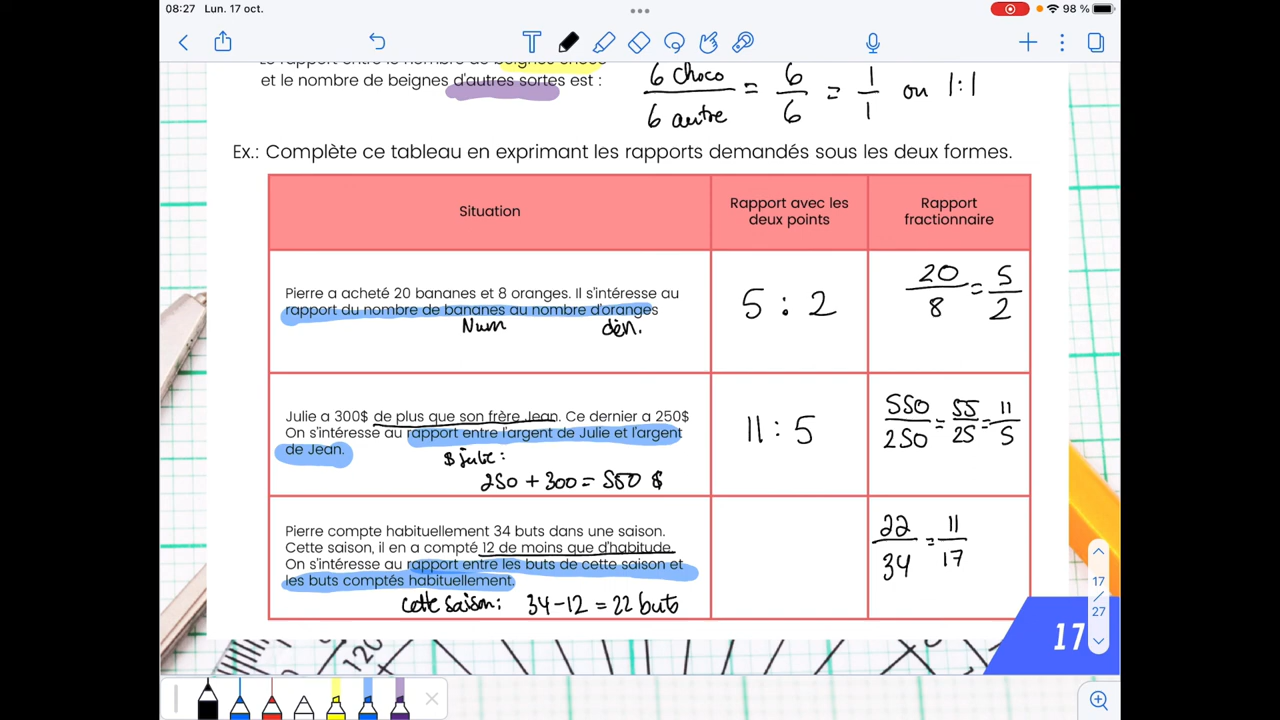 08:27 Lun. 17 oct.
98 %
et le nombre de beignes d'autres sortes est :
6 choco / 6 autre = 6/6 = 1/1 ou 1:1
Ex.: Complète ce tableau en exprimant les rapports demandés sous les deux formes.
Situation
Rapport avec les
deux points
Rapport
fractionnaire
Pierre a acheté 20 bananes et 8 oranges. Il s'intéresse au
rapport du nombre de bananes au nombre d'oranges
Num dén.
5 : 2
20/8 = 5/2
Julie a 300$ de plus que son frère Jean. Ce dernier a 250$
On s'intéresse au rapport entre l'argent de Julie et l'argent
de Jean.
$ julie :
250 + 300 = 550 $
11 : 5
550/250 = 55/25 = 11/5
Pierre compte habituellement 34 buts dans une saison.
Cette saison, il en a compté 12 de moins que d'habitude.
On s'intéresse au rapport entre les buts de cette saison et
les buts comptés habituellement.
cette saison: 34-12 = 22 buts
22/34 = 11/17
17
/
27
17
120